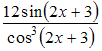 12sin(2x + 3)
cos³(2x + 3)